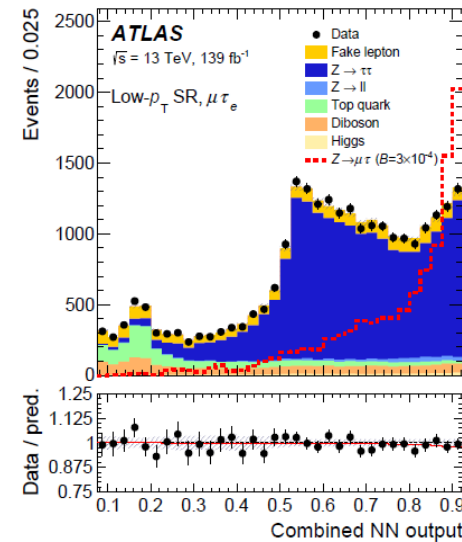 Events / 0.025
2500
2000
1500
1000
500
0
ATLAS
√s = 13 TeV, 139 fb⁻¹
Low-p_T SR, μτ_e
Data
Fake lepton
Z → ττ
Z → ll
Top quark
Diboson
Higgs
Z→μτ (B=3×10⁻⁴)
Data / pred.
1.25
1.125
1
0.875
0.75
0.1 0.2 0.3 0.4 0.5 0.6 0.7 0.8 0.9
Combined NN output